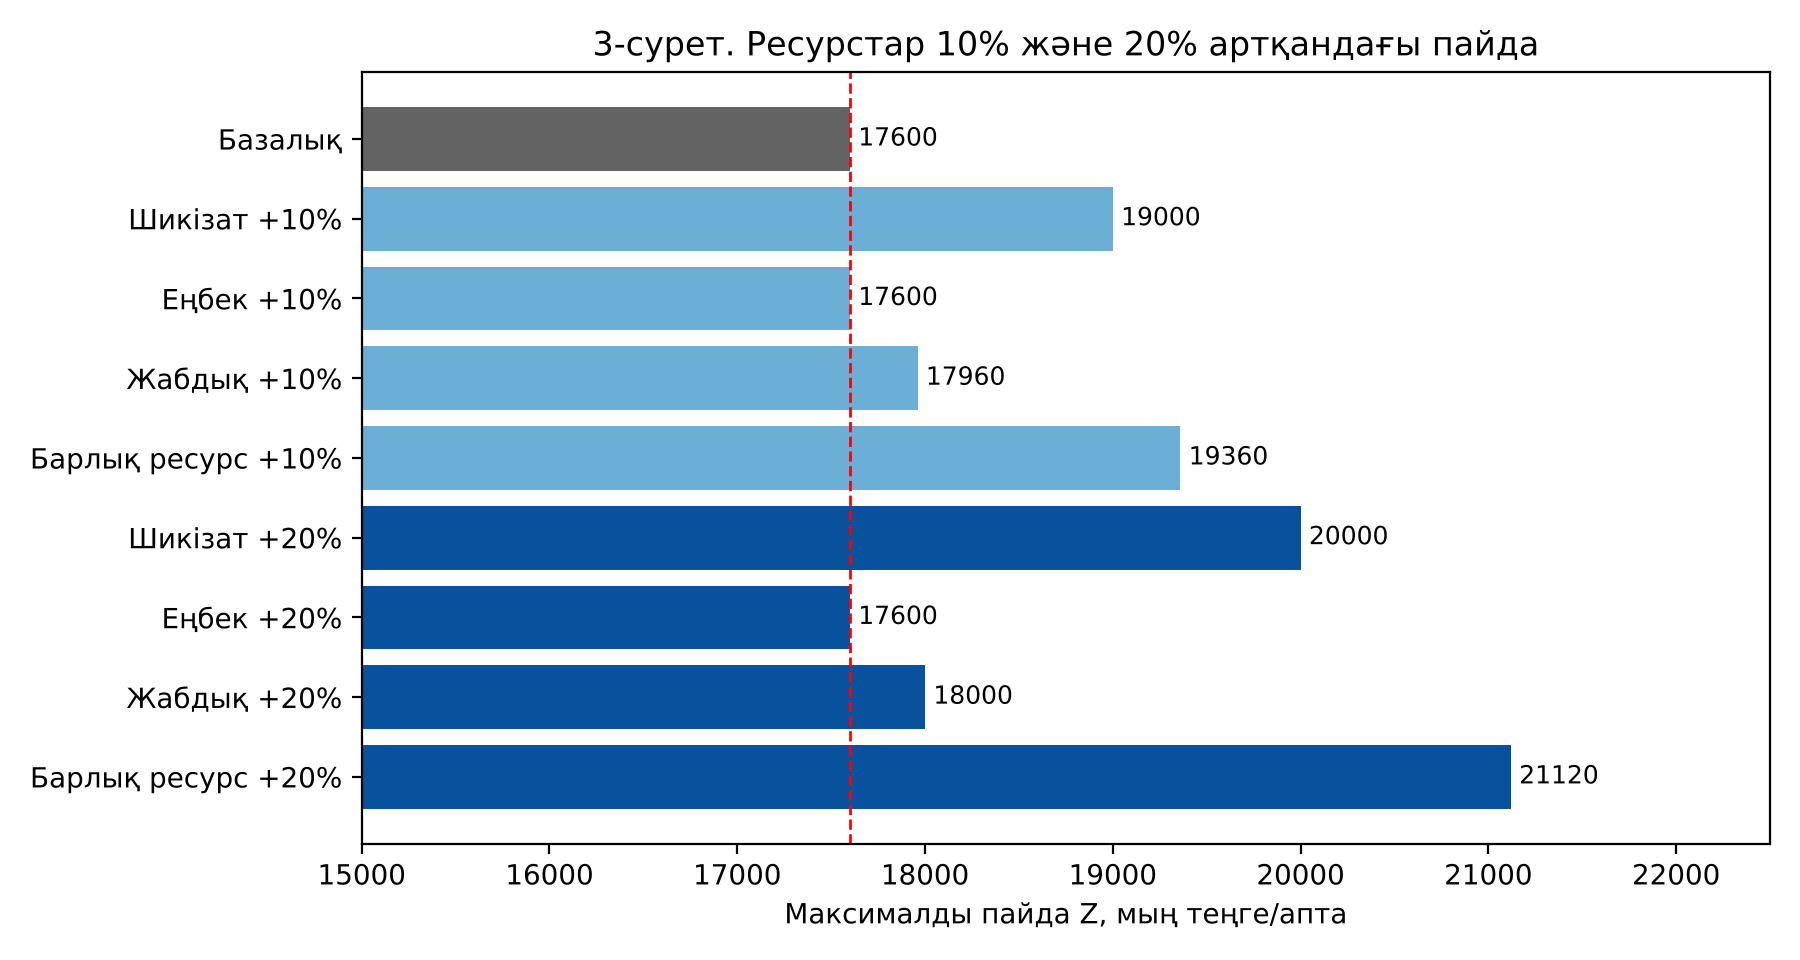 3-сурет. Ресурстар 10% және 20% артқандағы пайда
Базалық 17600
Шикізат +10% 19000
Еңбек +10% 17600
Жабдық +10% 17960
Барлық ресурс +10% 19360
Шикізат +20% 20000
Еңбек +20% 17600
Жабдық +20% 18000
Барлық ресурс +20% 21120
15000 16000 17000 18000 19000 20000 21000 22000
Максималды пайда Z, мың теңге/апта